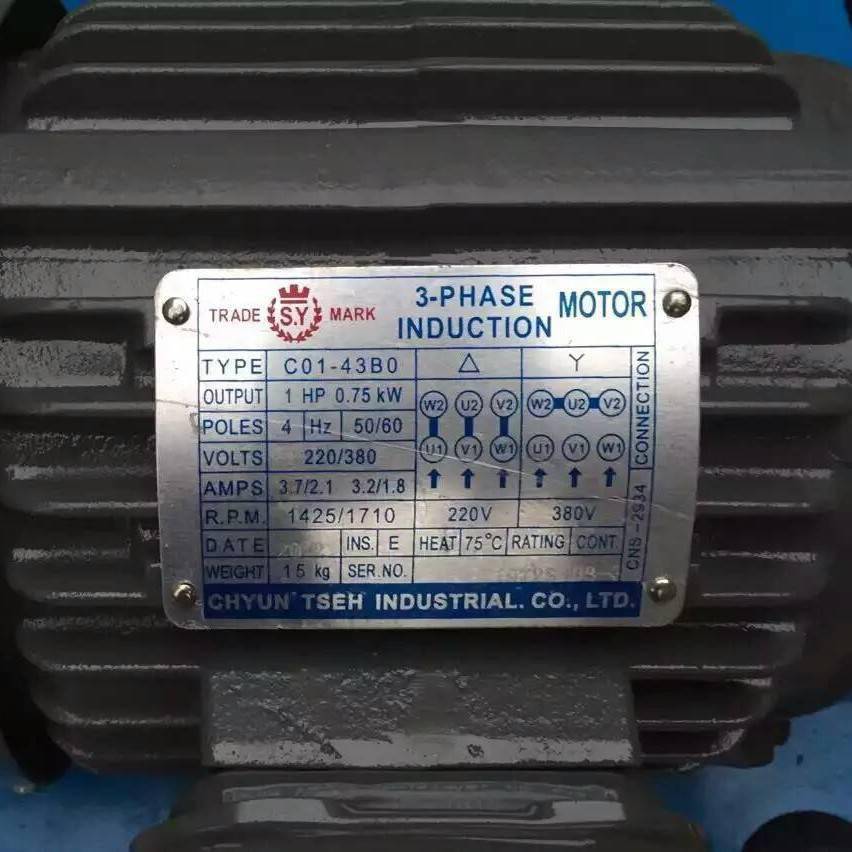 TRADE S.Y MARK 3-PHASE INDUCTION MOTOR
TYPE C01-43B0 △ Y
OUTPUT 1 HP 0.75 kW W2 U2 V2 W2 U2 V2
POLES 4 Hz 50/60
VOLTS 220/380 U1 V1 W1 U1 V1 W1
AMPS 3.7/2.1 3.2/1.8
R.P.M. 1425/1710 220V 380V
DATE INS. E HEAT 75°C RATING CONT.
WEIGHT 15 kg SER.NO.
CNS-2934 CONNECTION
CHYUN TSEH INDUSTRIAL. CO., LTD.